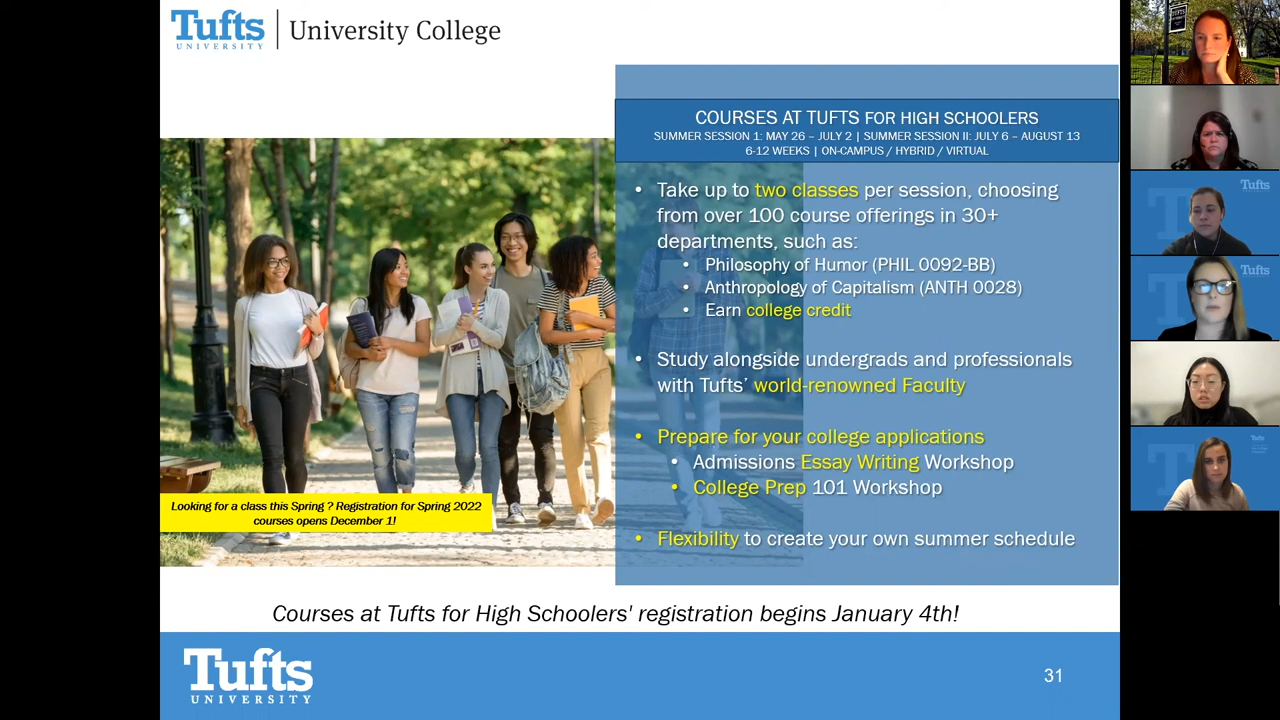 Tufts
UNIVERSITY
University College
COURSES AT TUFTS FOR HIGH SCHOOLERS
SUMMER SESSION 1: MAY 26 – JULY 2 | SUMMER SESSION II: JULY 6 – AUGUST 13
6-12 WEEKS | ON-CAMPUS / HYBRID / VIRTUAL
• Take up to two classes per session, choosing
from over 100 course offerings in 30+
departments, such as:
• Philosophy of Humor (PHIL 0092-BB)
• Anthropology of Capitalism (ANTH 0028)
• Earn college credit
• Study alongside undergrads and professionals
with Tufts' world-renowned Faculty
• Prepare for your college applications
• Admissions Essay Writing Workshop
• College Prep 101 Workshop
• Flexibility to create your own summer schedule
Looking for a class this Spring ? Registration for Spring 2022
courses opens December 1!
Courses at Tufts for High Schoolers' registration begins January 4th!
Tufts
UNIVERSITY
31
TUFTS
Tufts
Tufts
Tufts